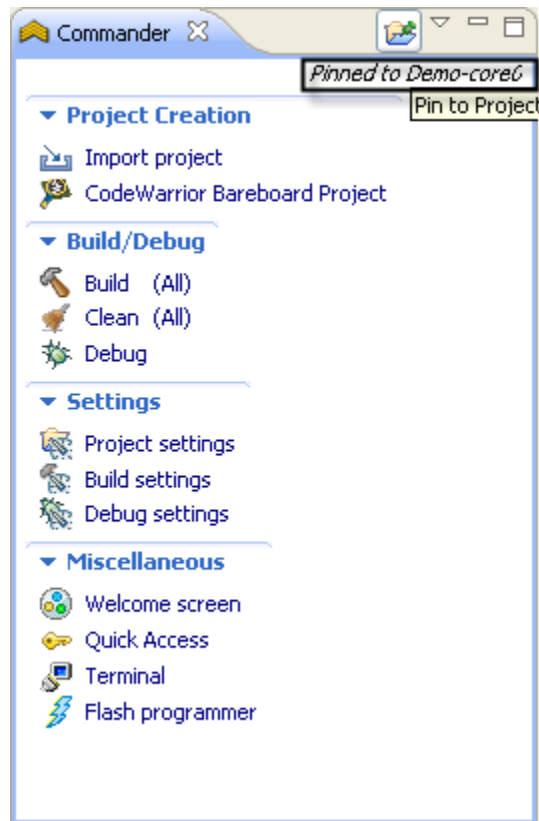 Commander
Pinned to Demo-core0
Pin to Project
Project Creation
Import project
CodeWarrior Bareboard Project
Build/Debug
Build (All)
Clean (All)
Debug
Settings
Project settings
Build settings
Debug settings
Miscellaneous
Welcome screen
Quick Access
Terminal
Flash programmer